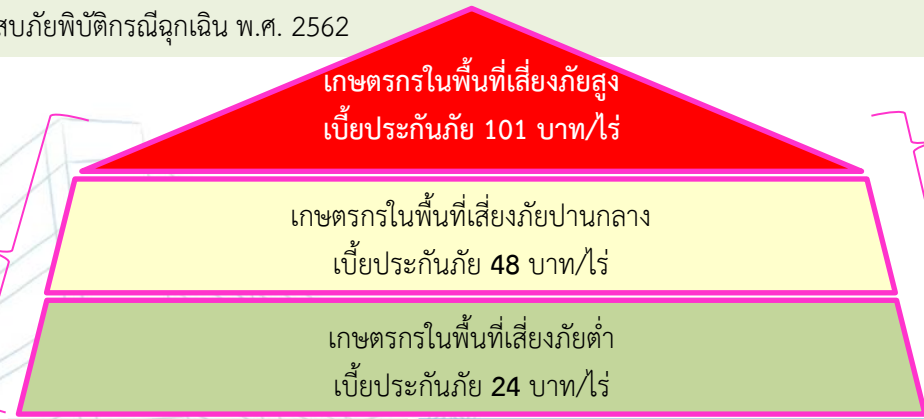 สบภัยพิบัติกรณีฉุกเฉิน พ.ศ. 2562
เกษตรกรในพื้นที่เสี่ยงภัยสูง
เบี้ยประกันภัย 101 บาท/ไร่
เกษตรกรในพื้นที่เสี่ยงภัยปานกลาง
เบี้ยประกันภัย 48 บาท/ไร่
เกษตรกรในพื้นที่เสี่ยงภัยต่ำ
เบี้ยประกันภัย 24 บาท/ไร่